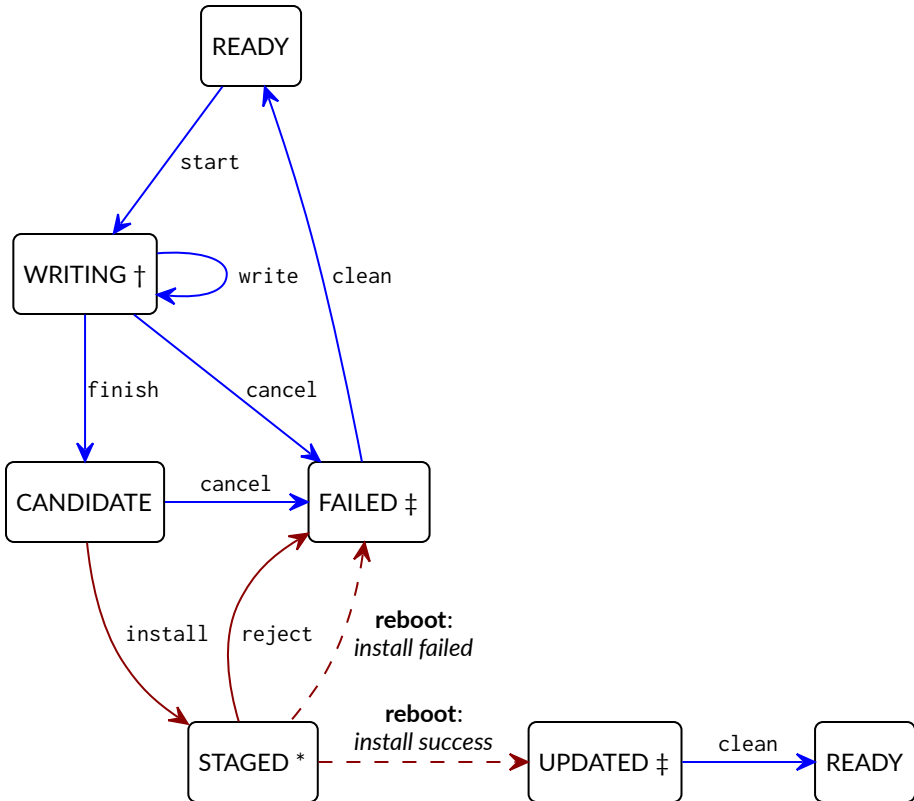 READY
start
WRITING †
write
clean
finish
cancel
CANDIDATE
cancel
FAILED ‡
install
reject
reboot:
install failed
reboot:
install success
STAGED *
UPDATED ‡
clean
READY